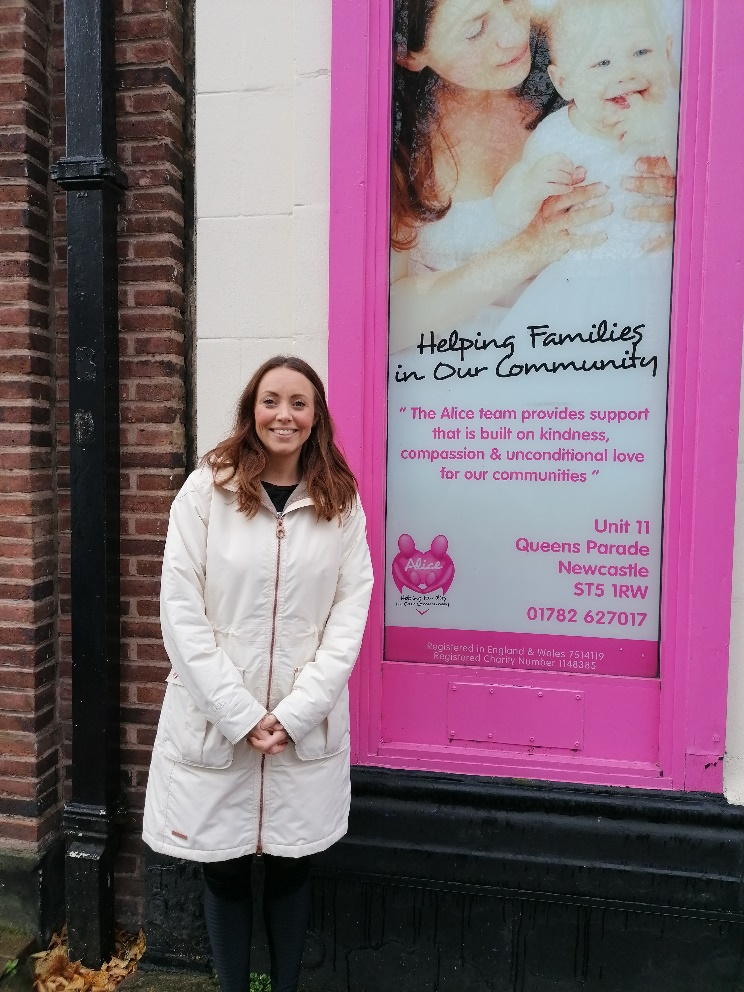 Helping Families
in Our Community
“ The Alice team provides support
that is built on kindness,
compassion & unconditional love
for our communities ”
Unit 11
Queens Parade
Newcastle
ST5 1RW
01782 627017
Alice
Helping Families
in Our Community
Registered in England & Wales 7514119
Registered Charity Number 1148385